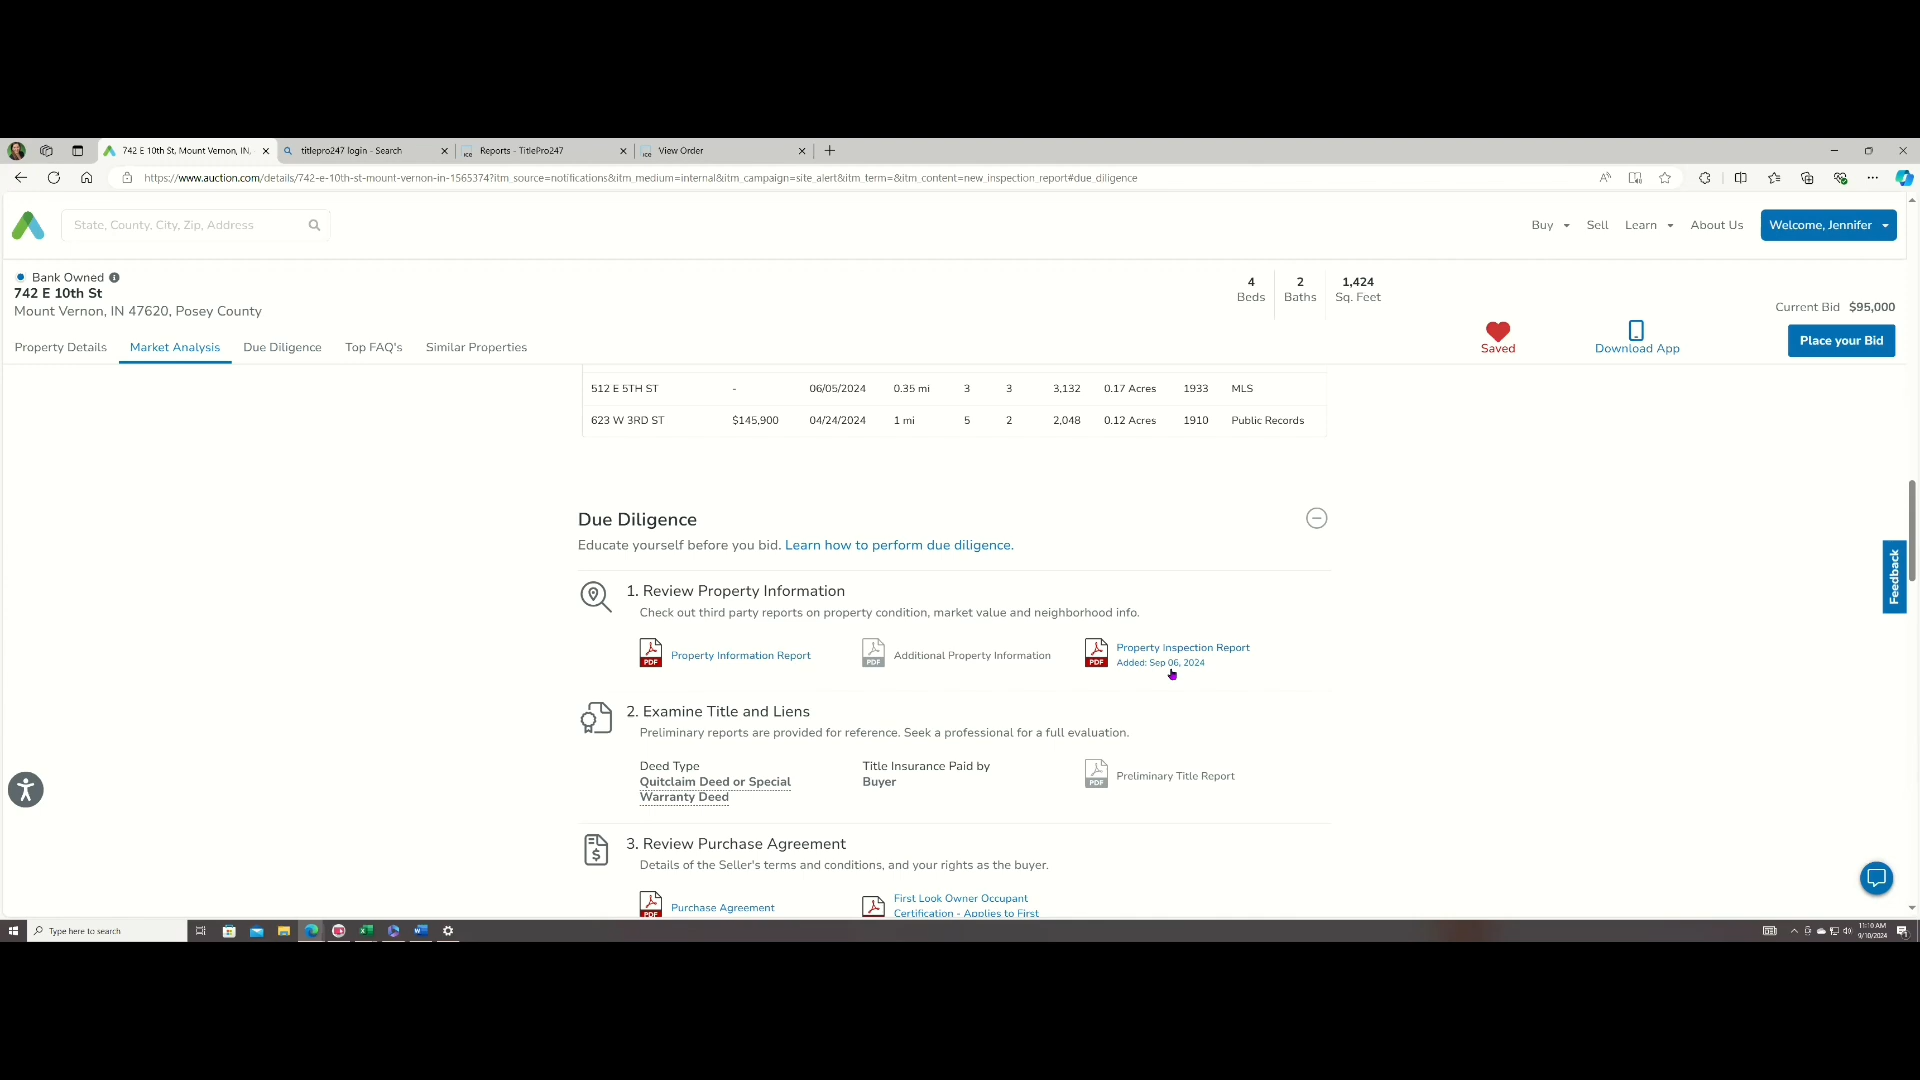 742 E 10th St, Mount Vernon, IN,
titlepro247 login - Search
Reports - TitlePro247
View Order
https://www.auction.com/details/742-e-10th-st-mount-vernon-in-1565374?itm_source=notifications&itm_medium=internal&itm_campaign=site_alert&itm_term=&itm_content=new_inspection_report#due_diligence
State, County, City, Zip, Address
Buy
Sell
Learn
About Us
Welcome, Jennifer
Bank Owned
742 E 10th St
Mount Vernon, IN 47620, Posey County
4 2 1,424
Beds Baths Sq. Feet
Current Bid $95,000
Saved
Download App
Place your Bid
Property Details Market Analysis Due Diligence Top FAQ's Similar Properties
512 E 5TH ST - 06/05/2024 0.35 mi 3 3 3,132 0.17 Acres 1933 MLS
623 W 3RD ST $145,900 04/24/2024 1 mi 5 2 2,048 0.12 Acres 1910 Public Records
Due Diligence
Educate yourself before you bid. Learn how to perform due diligence.
1. Review Property Information
Check out third party reports on property condition, market value and neighborhood info.
PDF Property Information Report
PDF Additional Property Information
PDF Property Inspection Report
Added: Sep 06, 2024
2. Examine Title and Liens
Preliminary reports are provided for reference. Seek a professional for a full evaluation.
Deed Type
Quitclaim Deed or Special
Warranty Deed
Title Insurance Paid by
Buyer
PDF Preliminary Title Report
3. Review Purchase Agreement
Details of the Seller's terms and conditions, and your rights as the buyer.
PDF Purchase Agreement
First Look Owner Occupant
Certification - Applies to First
Feedback
Type here to search
11:10 AM
9/10/2024